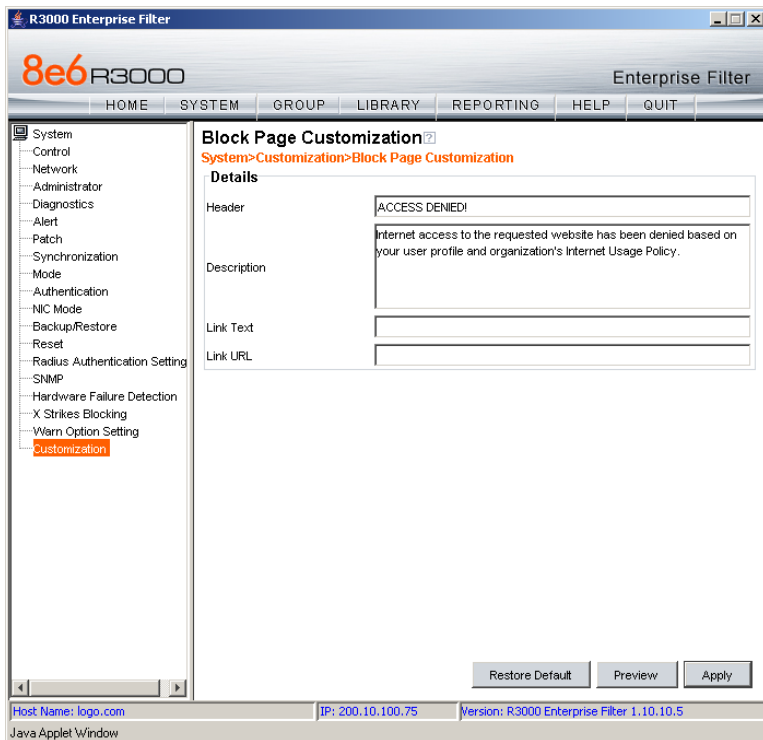 R3000 Enterprise Filter
8e6 R3000
Enterprise Filter
HOME SYSTEM GROUP LIBRARY REPORTING HELP QUIT
System
Control
Network
Administrator
Diagnostics
Alert
Patch
Synchronization
Mode
Authentication
NIC Mode
Backup/Restore
Reset
Radius Authentication Setting
SNMP
Hardware Failure Detection
X Strikes Blocking
Warn Option Setting
Customization
Block Page Customization ?
System>Customization>Block Page Customization
Details
Header
ACCESS DENIED!
Description
Internet access to the requested website has been denied based on
your user profile and organization's Internet Usage Policy.
Link Text
Link URL
Restore Default Preview Apply
Host Name: logo.com IP: 200.10.100.75 Version: R3000 Enterprise Filter 1.10.10.5
Java Applet Window